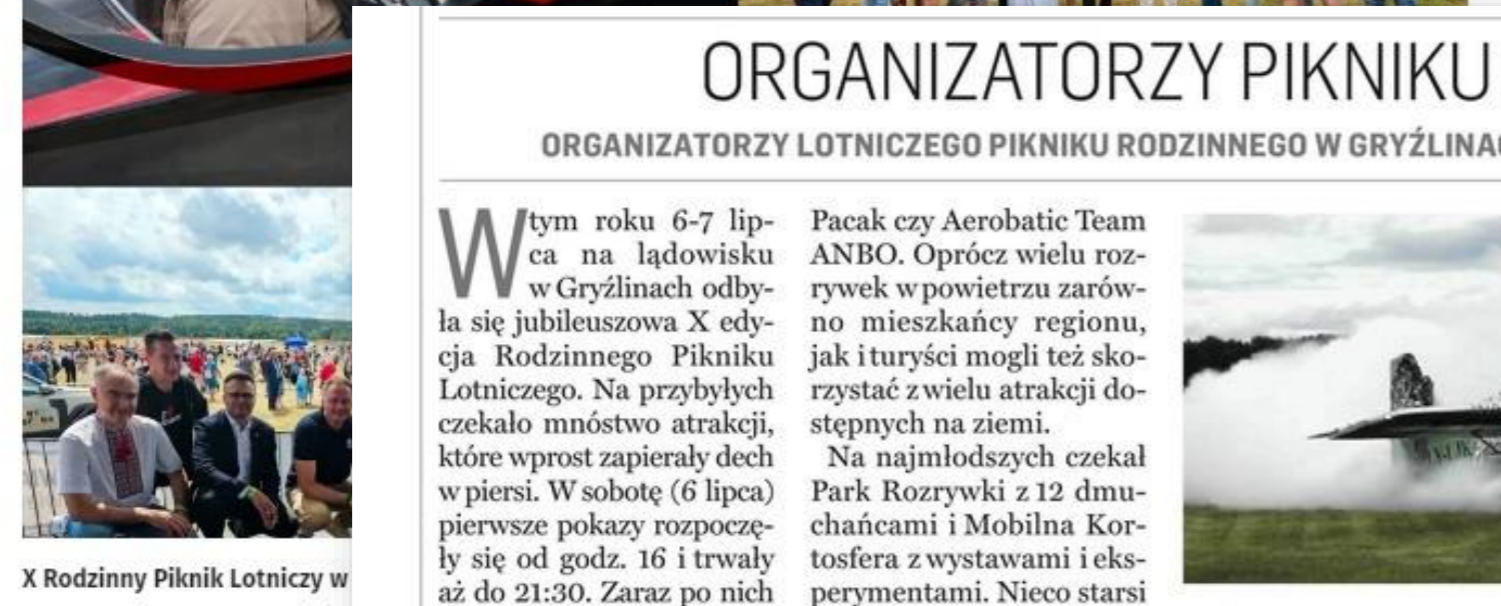 ORGANIZATORZY PIKNIKU
ORGANIZATORZY LOTNICZEGO PIKNIKU RODZINNEGO W
W tym roku 6-7 lip-
ca na lądowisku
w Gryźlinach odby-
ła się jubileuszowa X edy-
cja Rodzinnego Pikniku
Lotniczego. Na przybyłych
czekało mnóstwo atrakcji,
które wprost zapierały dech
w piersi. W sobotę (6 lipca)
pierwsze pokazy rozpoczę-
ły się od godz. 16 i trwały
aż do 21:30. Zaraz po nich
Pacak czy Aerobatic Team
ANBO. Oprócz wielu roz-
rywek w powietrzu zarów-
no mieszkańcy regionu,
jak i turyści mogli też sko-
rzystać z wielu atrakcji do-
stępnych na ziemi.
Na najmłodszych czekał
Park Rozrywki z 12 dmu-
chańcami i Mobilna Kor-
tosfera z wystawami i eks-
perymentami. Nieco starsi
X Rodzinny Piknik Lotniczy w